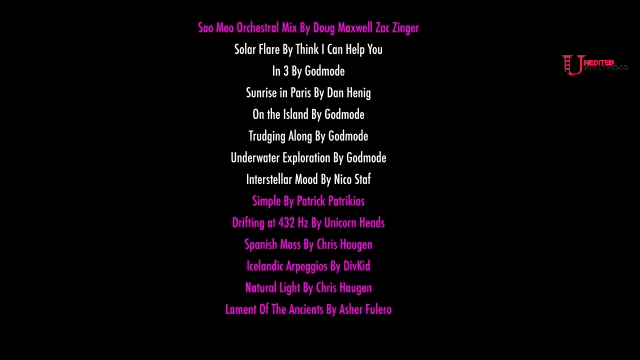 Sao Meo Orchestral Mix By Doug Maxwell Zac Zinger
Solar Flare By Think I Can Help You
In 3 By Godmode
Sunrise in Paris By Dan Henig
On the Island By Godmode
Trudging Along By Godmode
Underwater Exploration By Godmode
Interstellar Mood By Nico Staf
Simple By Patrick Patrikios
Drifting at 432 Hz By Unicorn Heads
Spanish Moss By Chris Haugen
Icelandic Arpeggios By DivKid
Natural Light By Chris Haugen
Lament Of The Ancients By Asher Fulero
UNEDITED